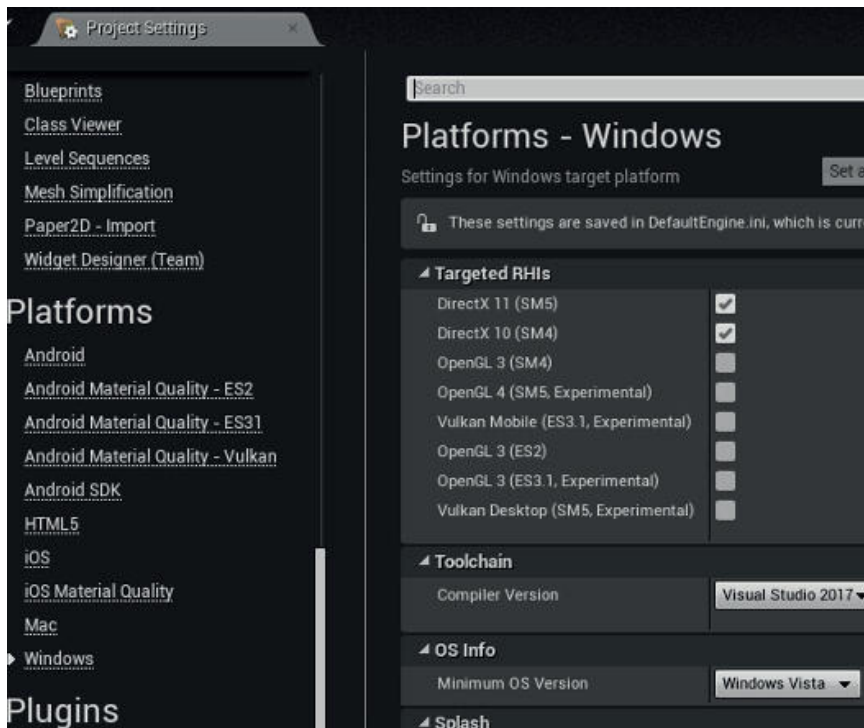 Project Settings
Blueprints
Class Viewer
Level Sequences
Mesh Simplification
Paper2D - Import
Widget Designer (Team)
Platforms
Android
Android Material Quality - ES2
Android Material Quality - ES31
Android Material Quality - Vulkan
Android SDK
HTML5
iOS
iOS Material Quality
Mac
Windows
Plugins
Search
Platforms - Windows
Settings for Windows target platform
Set a
These settings are saved in DefaultEngine.ini, which is curr
Targeted RHIs
DirectX 11 (SM5)
DirectX 10 (SM4)
OpenGL 3 (SM4)
OpenGL 4 (SM5, Experimental)
Vulkan Mobile (ES3.1, Experimental)
OpenGL 3 (ES2)
OpenGL 3 (ES3.1, Experimental)
Vulkan Desktop (SM5, Experimental)
Toolchain
Compiler Version Visual Studio 2017
OS Info
Minimum OS Version Windows Vista
Splash